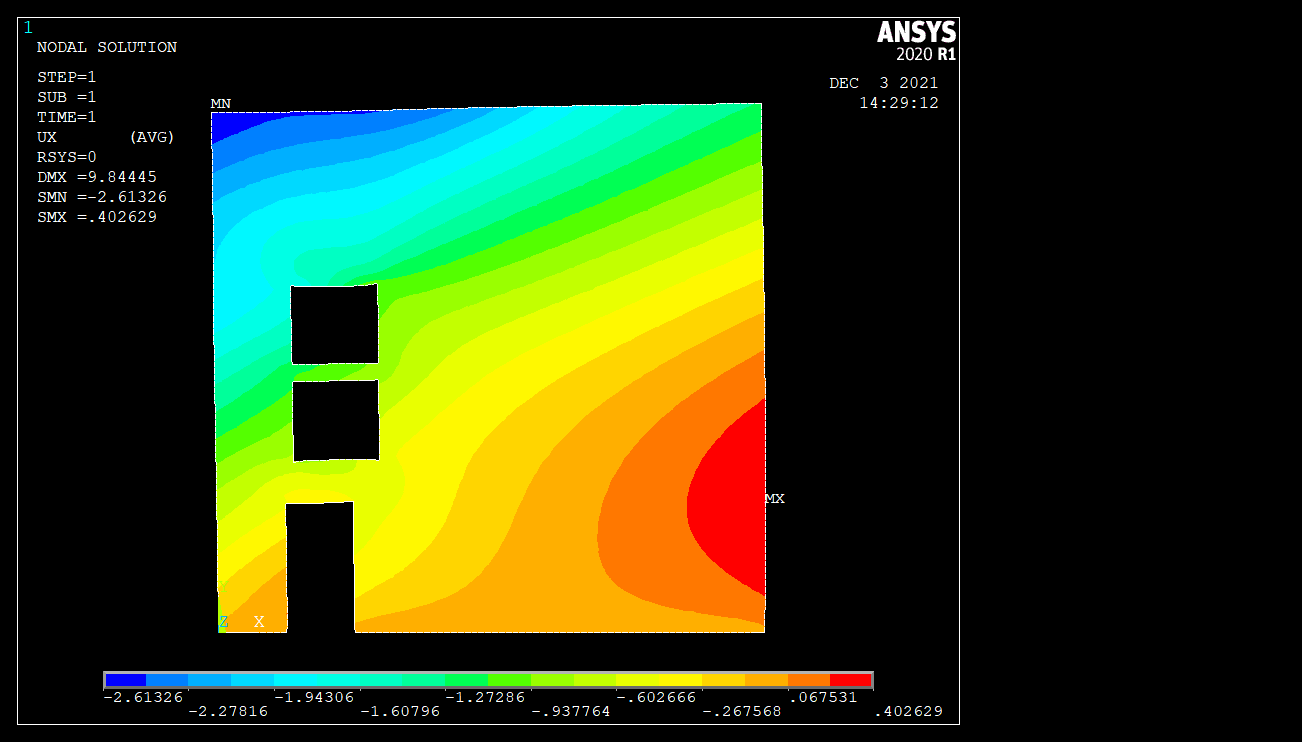 1
NODAL SOLUTION
STEP=1
SUB =1
TIME=1
UX (AVG)
RSYS=0
DMX =9.84445
SMN =-2.61326
SMX =.402629
ANSYS
2020 R1
DEC 3 2021
14:29:12
MN
MX
Z X
-2.61326 -1.94306 -1.27286 -.602666 .067531
-2.27816 -1.60796 -.937764 -.267568 .402629